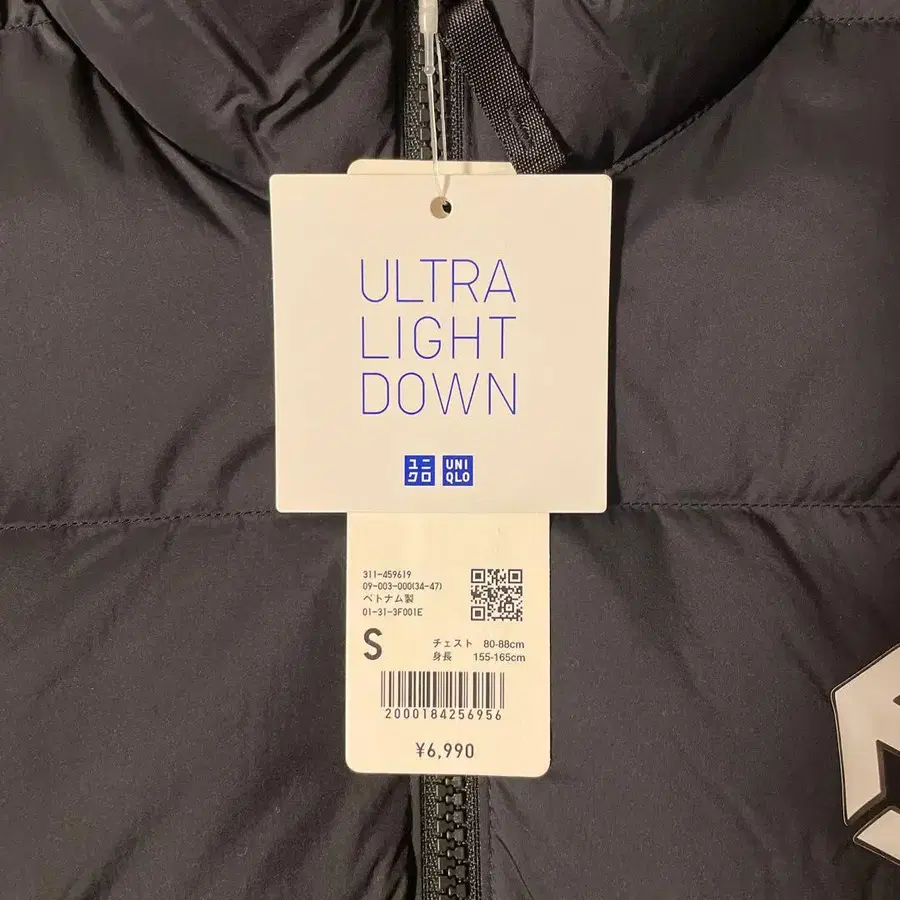 ULTRA
LIGHT
DOWN
ユニ
クロ
UNI
QLO
311-459619
09-003-000(34-47)
ベトナム製
01-31-3F001E
S
チェスト 80-88cm
身長 155-165cm
2000184256956
¥6,990